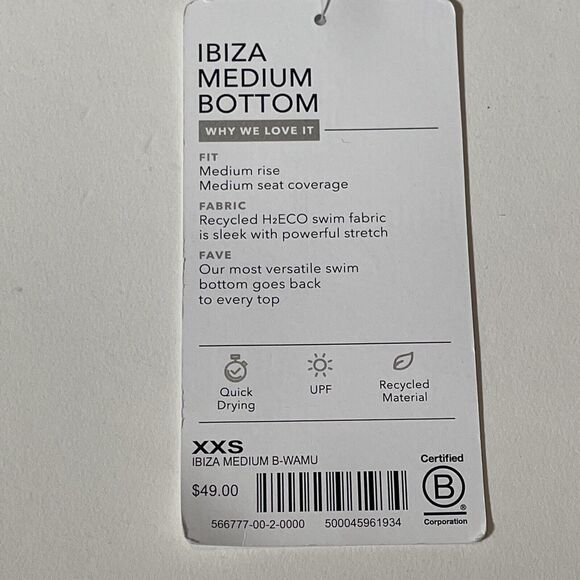 IBIZA
MEDIUM
BOTTOM
WHY WE LOVE IT
FIT
Medium rise
Medium seat coverage
FABRIC
Recycled H₂ECO swim fabric
is sleek with powerful stretch
FAVE
Our most versatile swim
bottom goes back
to every top
Quick
Drying
UPF
Recycled
Material
XXS
IBIZA MEDIUM B-WAMU
$49.00
566777-00-2-0000 500045961934
Certified
B
®
Corporation